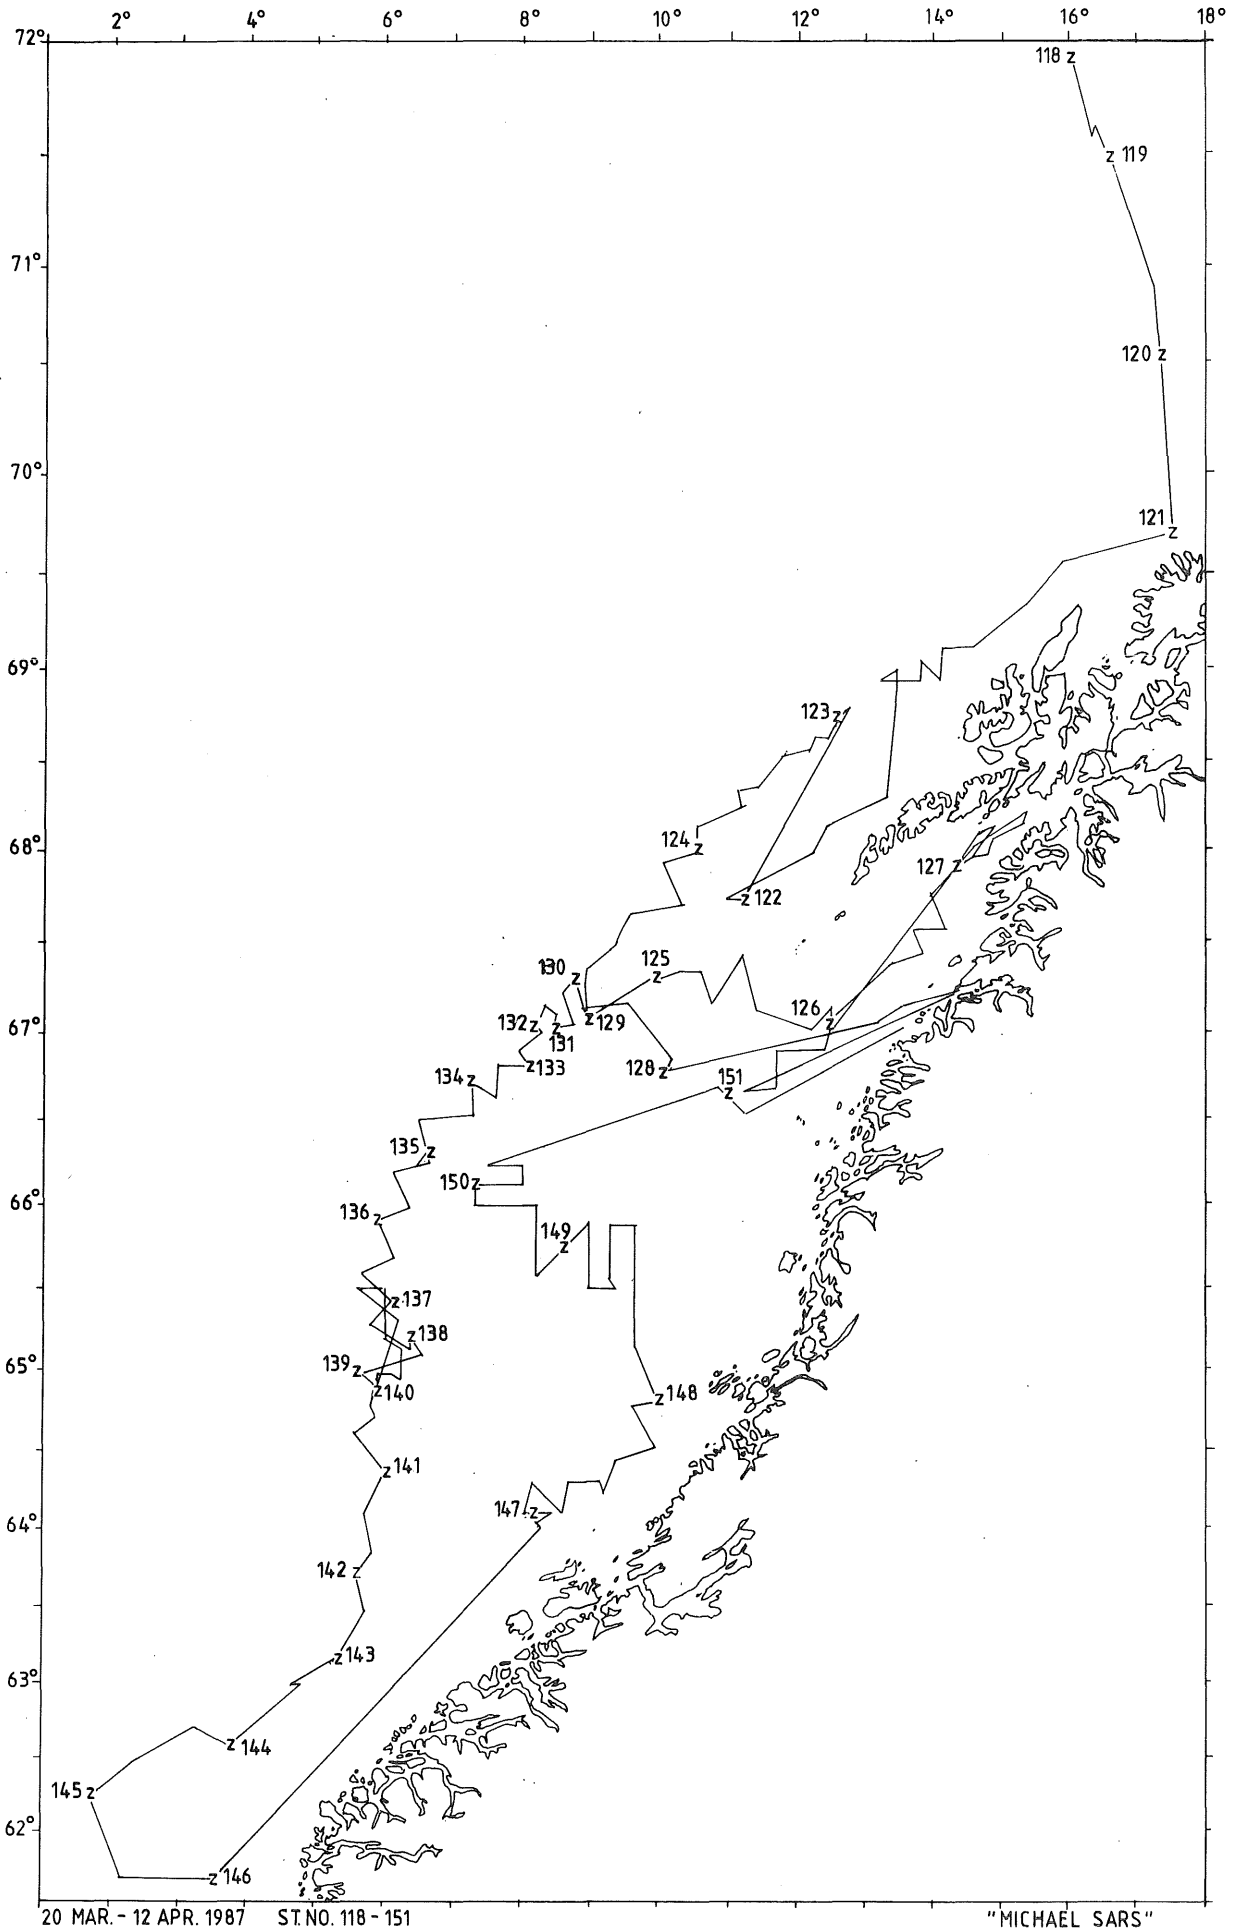 2° 4° 6° 8° 10° 12° 14° 16° 18°
72°
118 z
z 119
71°
120 z
70°
121
z
69°
123 z
124 z
68°
127 z
z 122
130 z
125
z
126
z
132 z
z 129
67°
z
131
z 133
128 z
134 z
151
z
135 z
150 z
66°
136 z
149
z
z 137
z 138
139 z
65°
z 140
z 148
z 141
147 z
64°
142 z
z 143
63°
z 144
145 z
62°
z 146
20 MAR. - 12 APR. 1987 ST. NO. 118 - 151 "MICHAEL SARS"